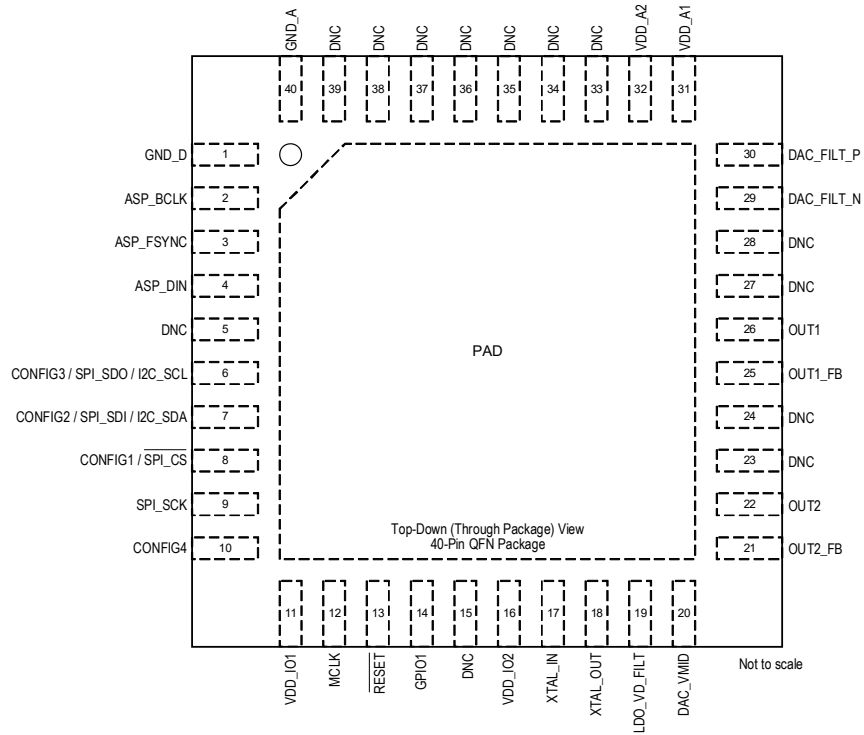 GND_A
DNC
DNC
DNC
DNC
DNC
DNC
DNC
VDD_A2
VDD_A1
40
39
38
37
36
35
34
33
32
31
GND_D 1
ASP_BCLK 2
ASP_FSYNC 3
ASP_DIN 4
DNC 5
CONFIG3 / SPI_SDO / I2C_SCL 6
CONFIG2 / SPI_SDI / I2C_SDA 7
CONFIG1 / SPI_CS 8
SPI_SCK 9
CONFIG4 10
30 DAC_FILT_P
29 DAC_FILT_N
28 DNC
27 DNC
26 OUT1
25 OUT1_FB
24 DNC
23 DNC
22 OUT2
21 OUT2_FB
PAD
Top-Down (Through Package) View
40-Pin QFN Package
11
12
13
14
15
16
17
18
19
20
VDD_IO1
MCLK
RESET
GPIO1
DNC
VDD_IO2
XTAL_IN
XTAL_OUT
LDO_VD_FILT
DAC_VMID
Not to scale